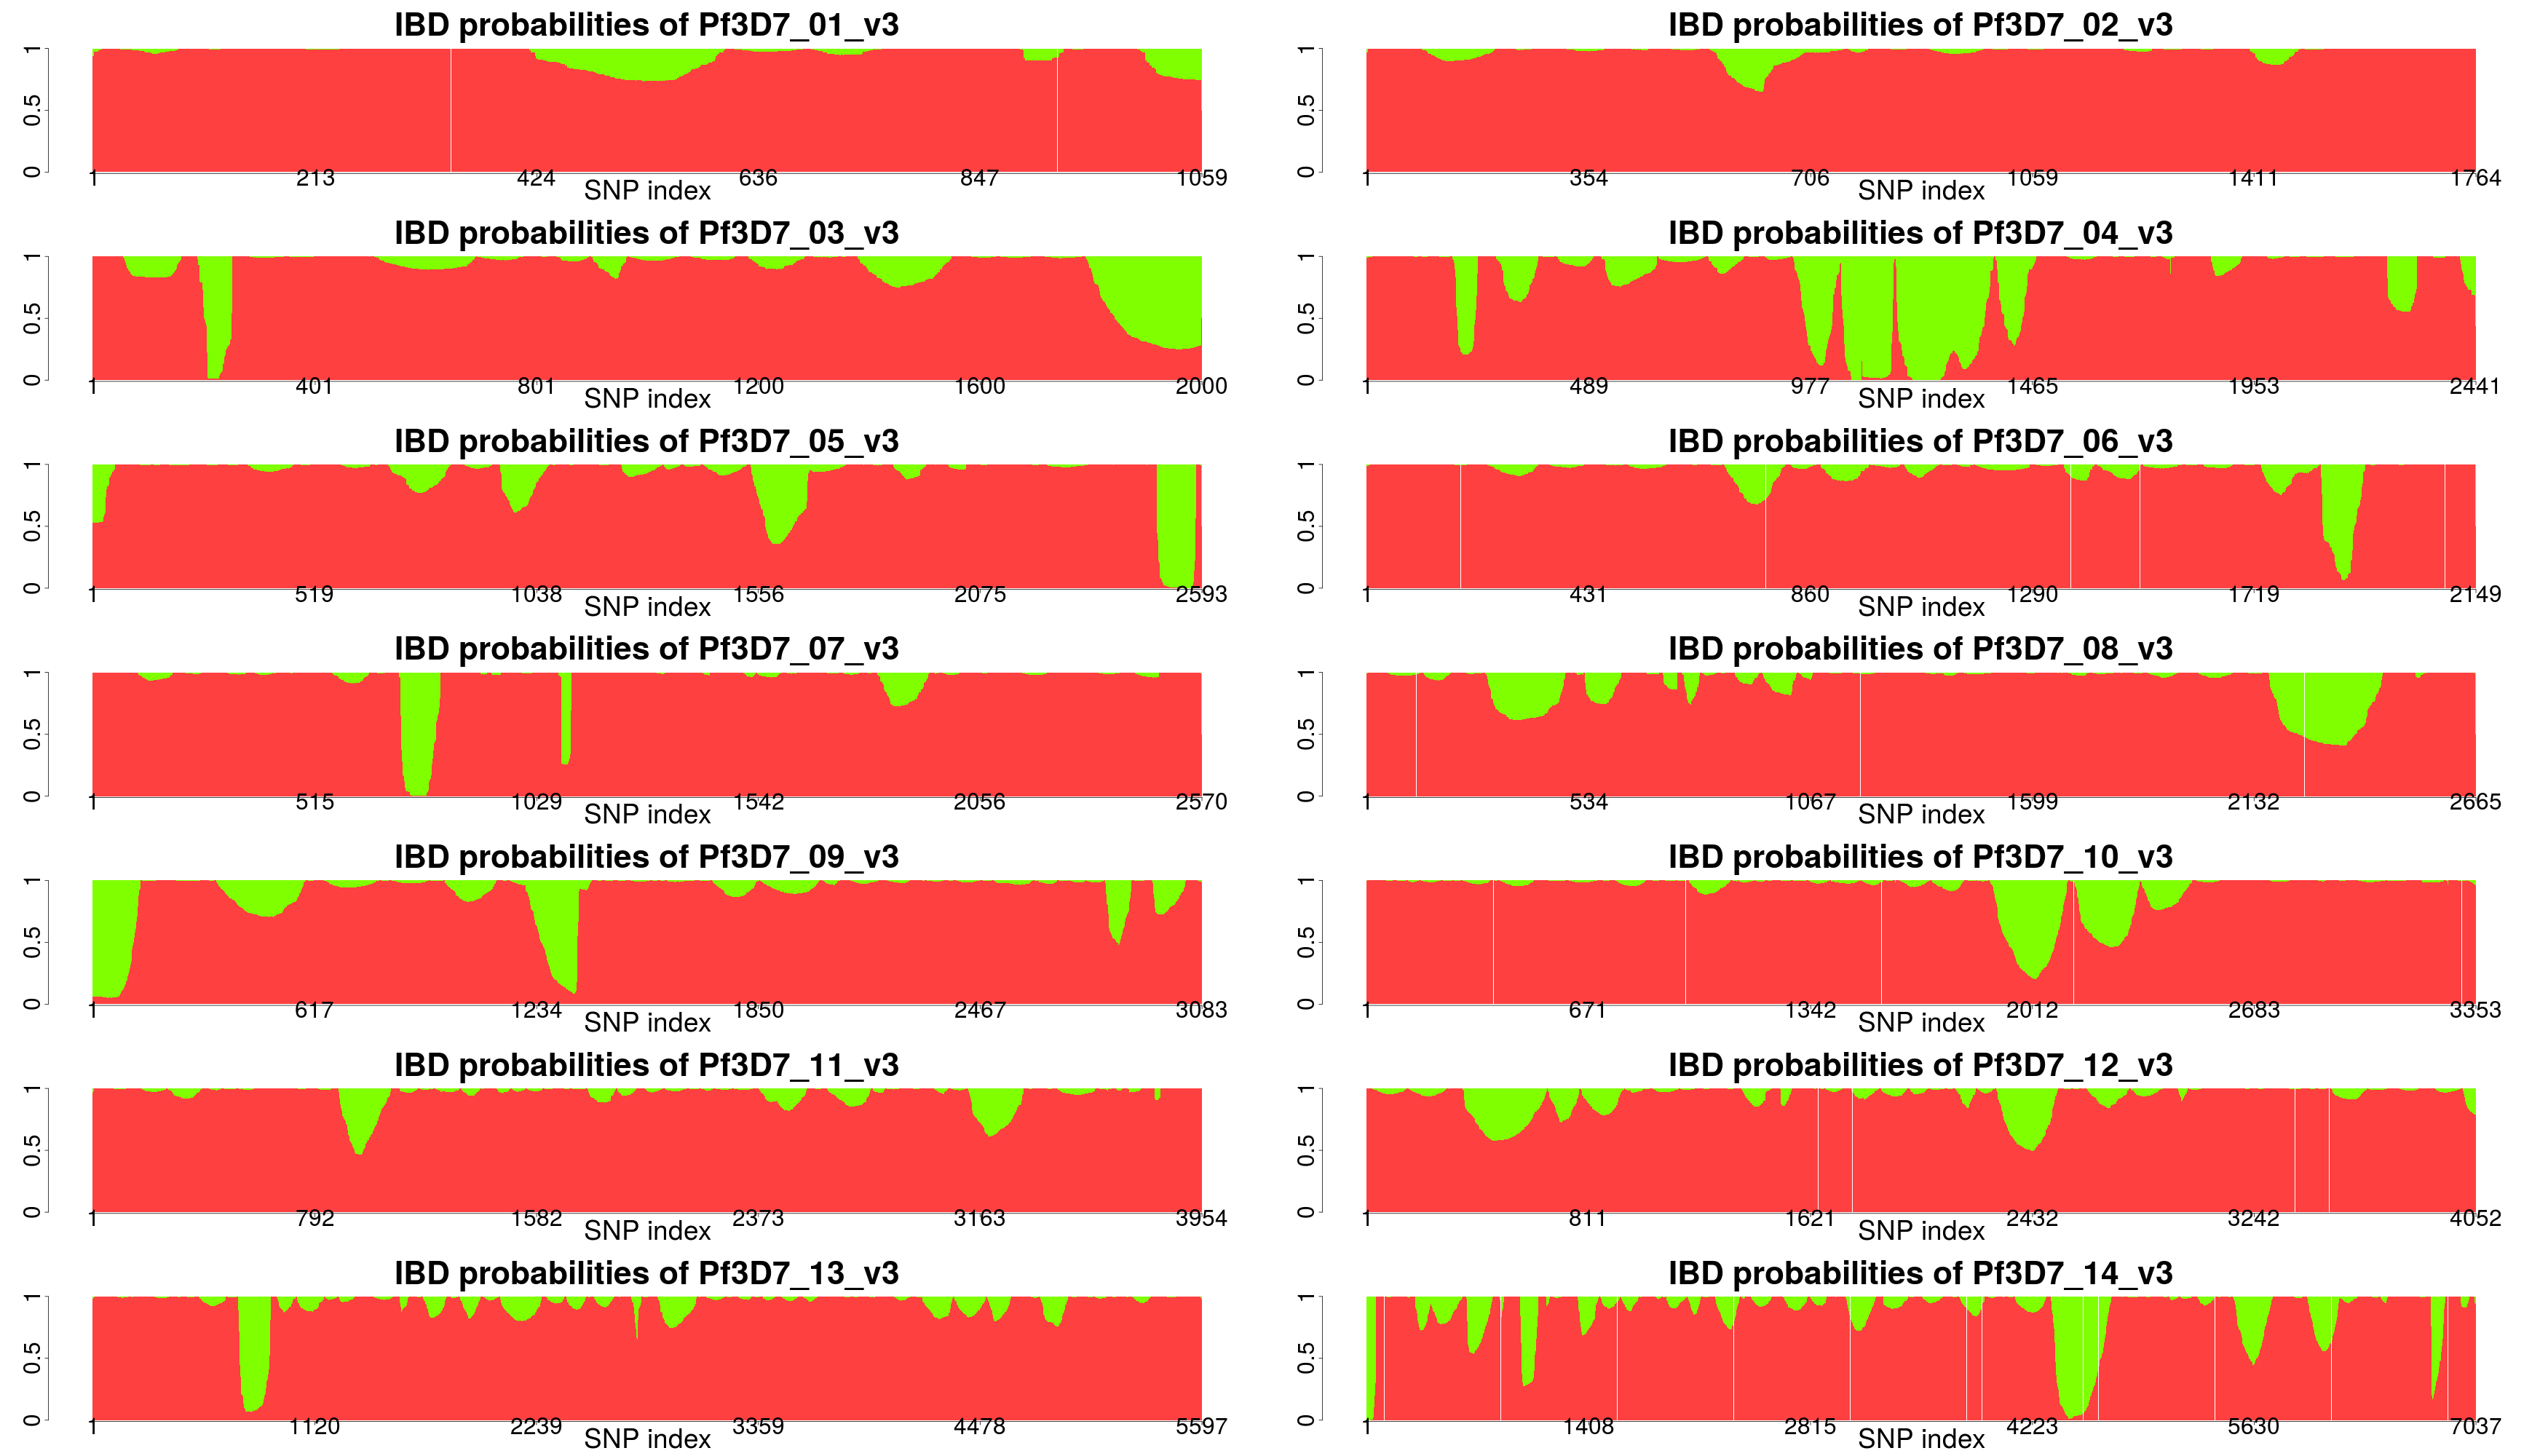 IBD probabilities of Pf3D7_01_v3
0 0.5 1
1 213 424 636 847 1059
SNP index
IBD probabilities of Pf3D7_02_v3
0 0.5 1
1 354 706 1059 1411 1764
SNP index
IBD probabilities of Pf3D7_03_v3
0 0.5 1
1 401 801 1200 1600 2000
SNP index
IBD probabilities of Pf3D7_04_v3
0 0.5 1
1 489 977 1465 1953 2441
SNP index
IBD probabilities of Pf3D7_05_v3
0 0.5 1
1 519 1038 1556 2075 2593
SNP index
IBD probabilities of Pf3D7_06_v3
0 0.5 1
1 431 860 1290 1719 2149
SNP index
IBD probabilities of Pf3D7_07_v3
0 0.5 1
1 515 1029 1542 2056 2570
SNP index
IBD probabilities of Pf3D7_08_v3
0 0.5 1
1 534 1067 1599 2132 2665
SNP index
IBD probabilities of Pf3D7_09_v3
0 0.5 1
1 617 1234 1850 2467 3083
SNP index
IBD probabilities of Pf3D7_10_v3
0 0.5 1
1 671 1342 2012 2683 3353
SNP index
IBD probabilities of Pf3D7_11_v3
0 0.5 1
1 792 1582 2373 3163 3954
SNP index
IBD probabilities of Pf3D7_12_v3
0 0.5 1
1 811 1621 2432 3242 4052
SNP index
IBD probabilities of Pf3D7_13_v3
0 0.5 1
1 1120 2239 3359 4478 5597
SNP index
IBD probabilities of Pf3D7_14_v3
0 0.5 1
1 1408 2815 4223 5630 7037
SNP index